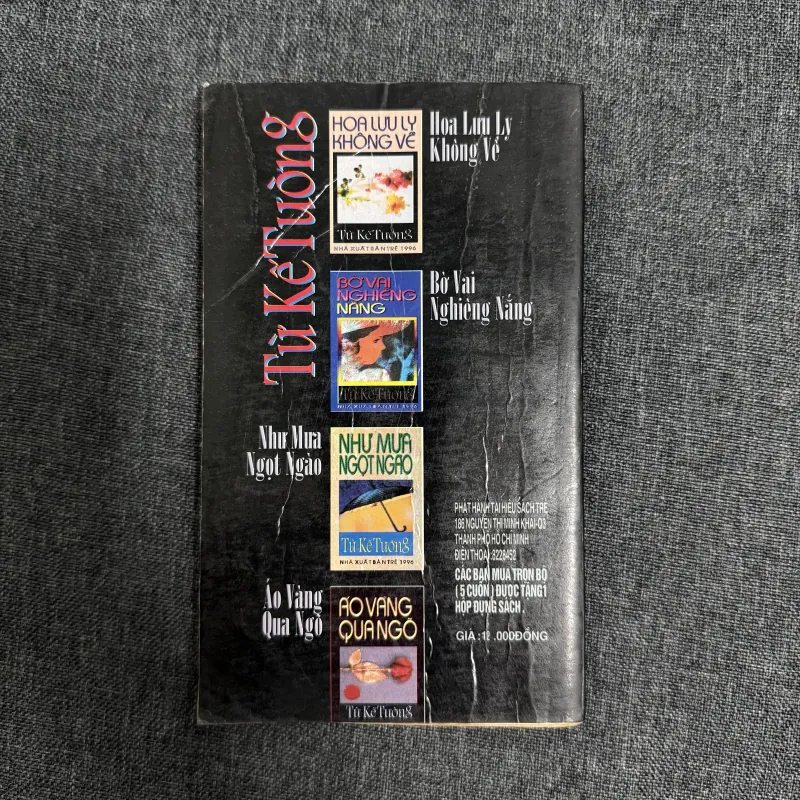 Từ Kế Tường
HOA LƯU LY
KHÔNG VỀ
Từ Kế Tường
NHÀ XUẤT BẢN TRẺ 1996
Hoa Lưu Ly
Không Về
BỜ VAI
NGHIÊNG
NẮNG
Từ Kế Tường
NHÀ XUẤT BẢN TRẺ 1996
Bờ Vai
Nghiêng Nắng
Như Mưa
Ngọt Ngào
NHƯ MƯA
NGỌT NGÀO
Từ Kế Tường
NHÀ XUẤT BẢN TRẺ 1996
PHÁT HÀNH TẠI HIỆU SÁCH TRẺ
186 NGUYỄN THỊ MINH KHAI-Q3
THÀNH PHỐ HỒ CHÍ MINH
ĐIỆN THOẠI :8228452
CÁC BẠN MUA TRỌN BỘ
( 5 CUỐN ) ĐƯỢC TẶNG 1
HỘP ĐỰNG SÁCH .
GIÁ :12 .000ĐỒNG
Áo Vàng
Qua Ngõ
ÁO VÀNG
QUA NGÕ
Từ Kế Tường